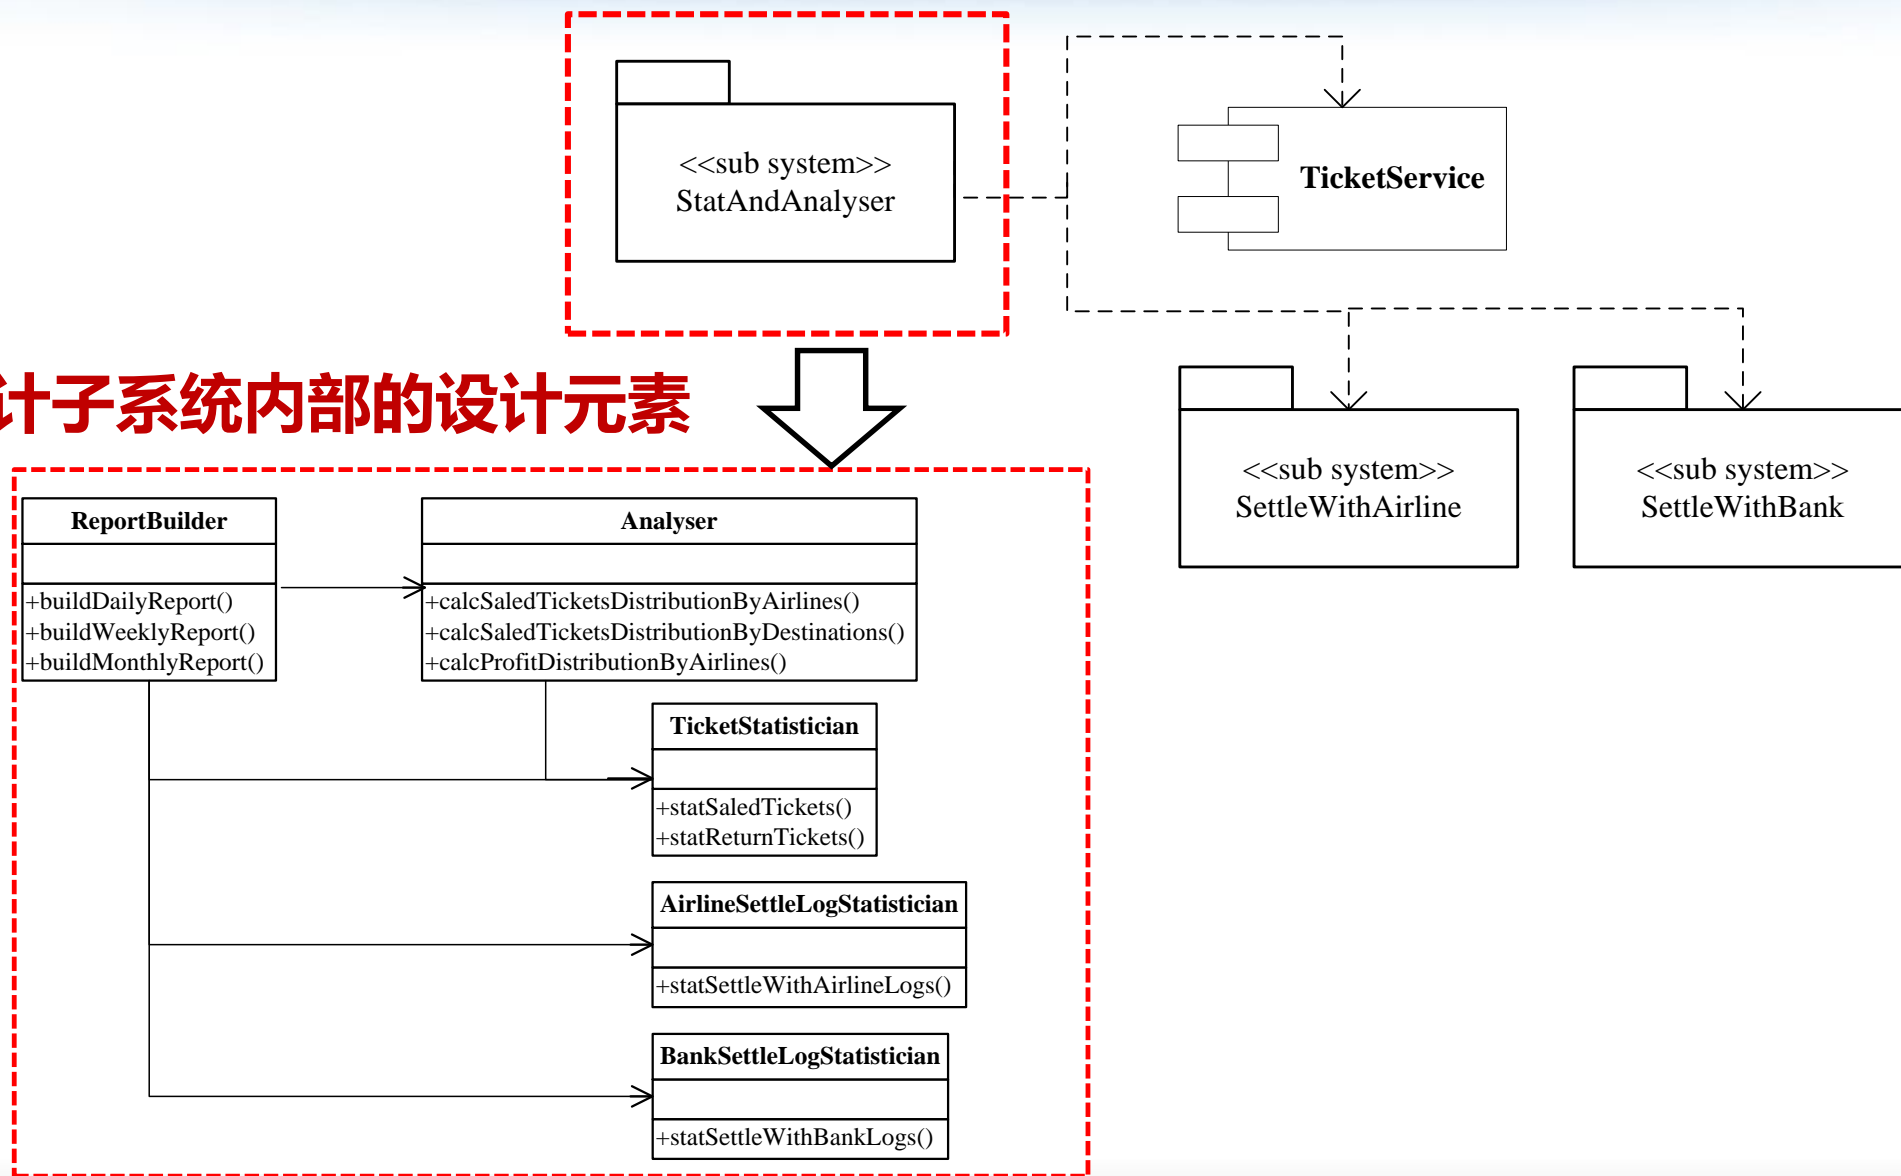 <<sub system>>
StatAndAnalyser
TicketService
计子系统内部的设计元素
<<sub system>>
SettleWithAirline
<<sub system>>
SettleWithBank
ReportBuilder
+buildDailyReport()
+buildWeeklyReport()
+buildMonthlyReport()
Analyser
+calcSaledTicketsDistributionByAirlines()
+calcSaledTicketsDistributionByDestinations()
+calcProfitDistributionByAirlines()
TicketStatistician
+statSaledTickets()
+statReturnTickets()
AirlineSettleLogStatistician
+statSettleWithAirlineLogs()
BankSettleLogStatistician
+statSettleWithBankLogs()